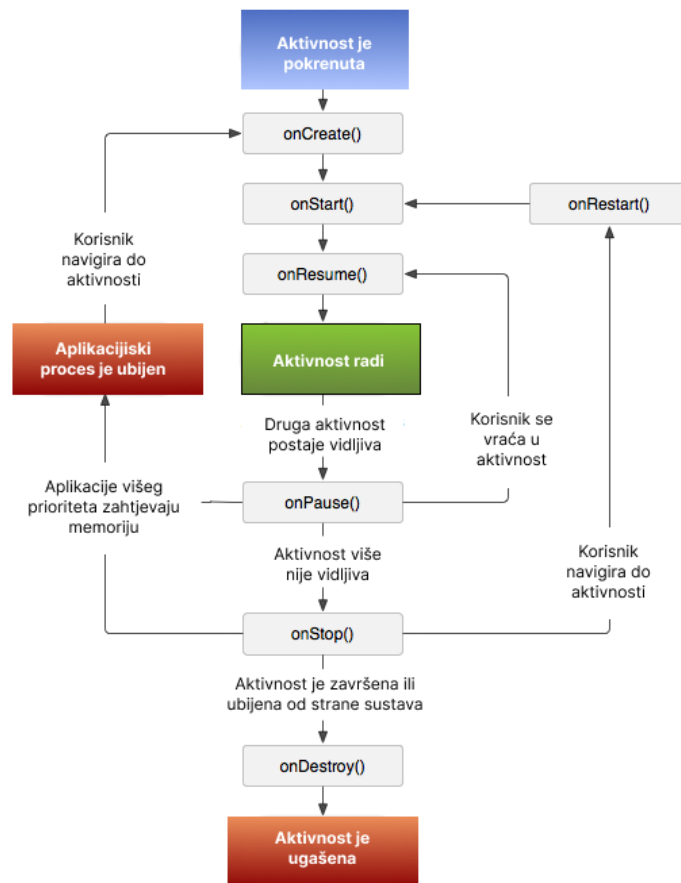 Aktivnost je
pokrenuta
onCreate()
onStart()
onRestart()
Korisnik
navigira do
aktivnosti
onResume()
Aplikacijiski
proces je ubijen
Aktivnost radi
Druga aktivnost
postaje vidljiva
Korisnik se
vraća u
aktivnost
Aplikacije višeg
prioriteta zahtjevaju
memoriju
onPause()
Aktivnost više
nije vidljiva
Korisnik
navigira do
aktivnosti
onStop()
Aktivnost je završena ili
ubijena od strane sustava
onDestroy()
Aktivnost je
ugašena